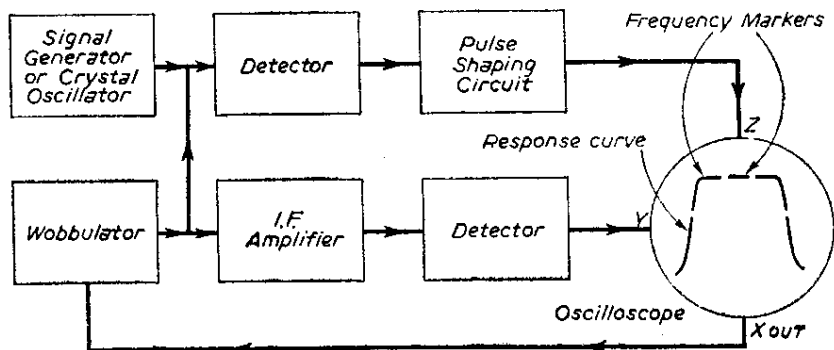 Signal
Generator
or Crystal
Oscillator
Detector
Pulse
Shaping
Circuit
Frequency Markers
Z
Response curve
Wobbulator
I.F.
Amplifier
Detector
Y
Oscilloscope
X OUT